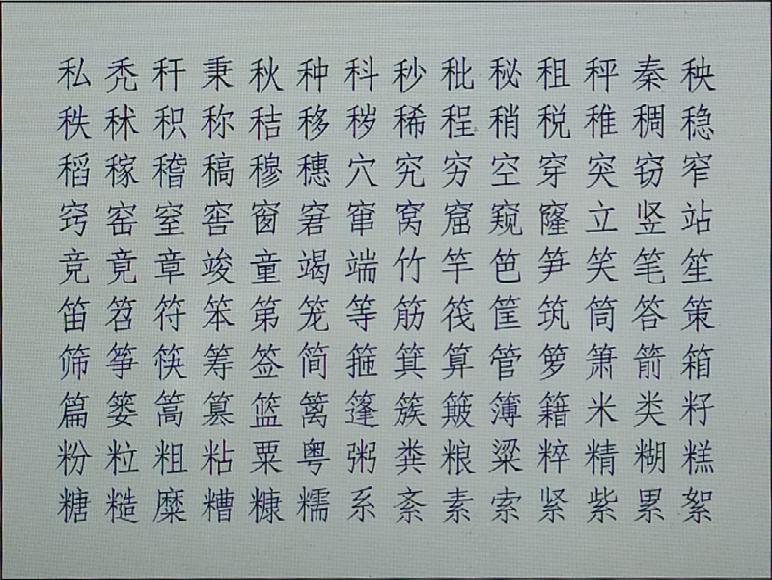 私秃秆秉秋种科秒秕秘租秤秦秧
秩秫积称秸移秽稀程稍税稚稠稳
稻稼稽稿穆穗穴究穷空穿突窃窄
窍窑窒窖窗窘窜窝窟窥窿立竖站
竞竟章竣童竭端竹竿笆笋笑笔笙
笛笤符笨第笼等筋筏筐筑筒答策
筛筝筷筹签简箍箕算管箩箫箭箱
篇篓篙篡篮篱篷簇簸簿籍米类籽
粉粒粗粘粟粤粥粪粮粱粹精糊糕
糖糙糜糟糠糯系紊素索紧紫累絮